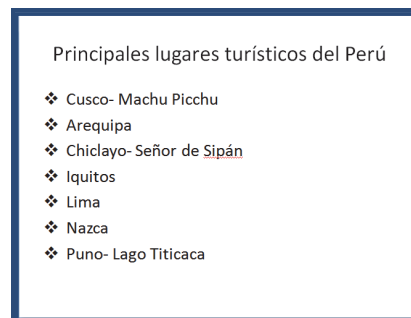 Principales lugares turísticos del Perú
❖ Cusco- Machu Picchu
❖ Arequipa
❖ Chiclayo- Señor de Sipán
❖ Iquitos
❖ Lima
❖ Nazca
❖ Puno- Lago Titicaca